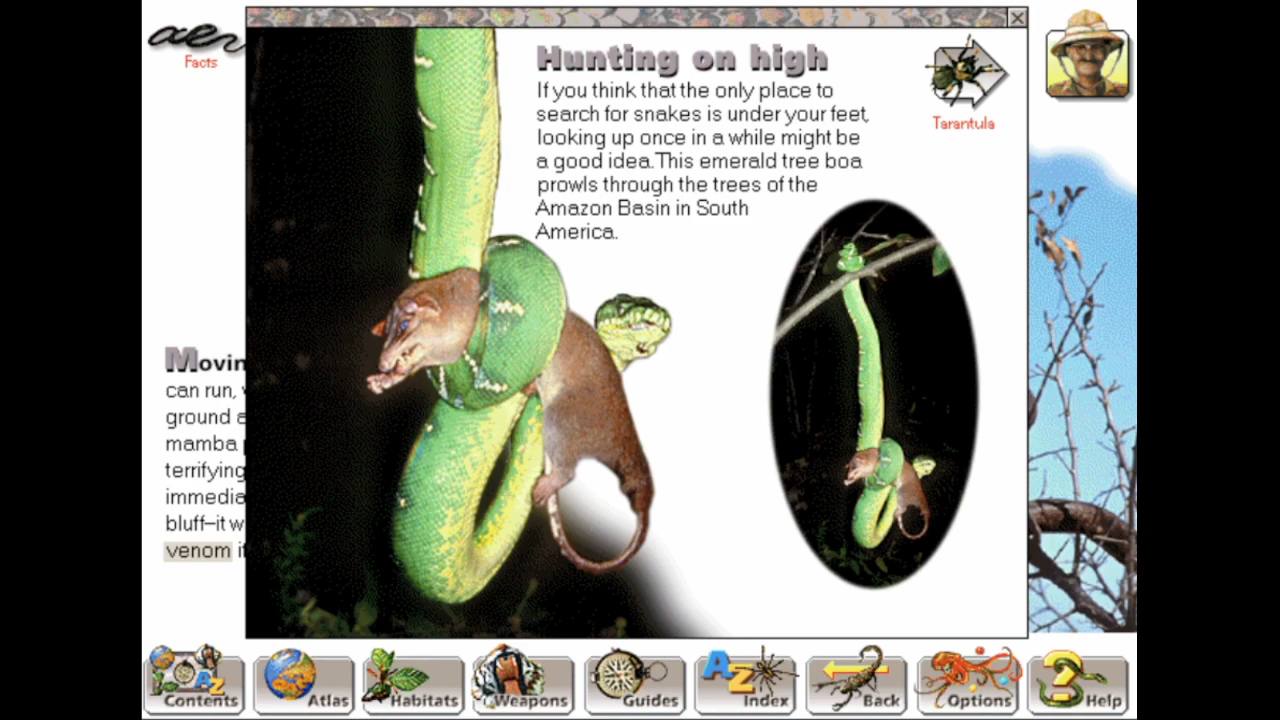 Facts
Hunting on high
If you think that the only place to
search for snakes is under your feet,
looking up once in a while might be
a good idea. This emerald tree boa
prowls through the trees of the
Amazon Basin in South
America.
Tarantula
Movin
can run,
ground a
mamba
terrifying
immedia
bluff—it w
venom i
Contents
Atlas
Habitats
Weapons
Guides
AZ
Index
Back
Options
?
Help